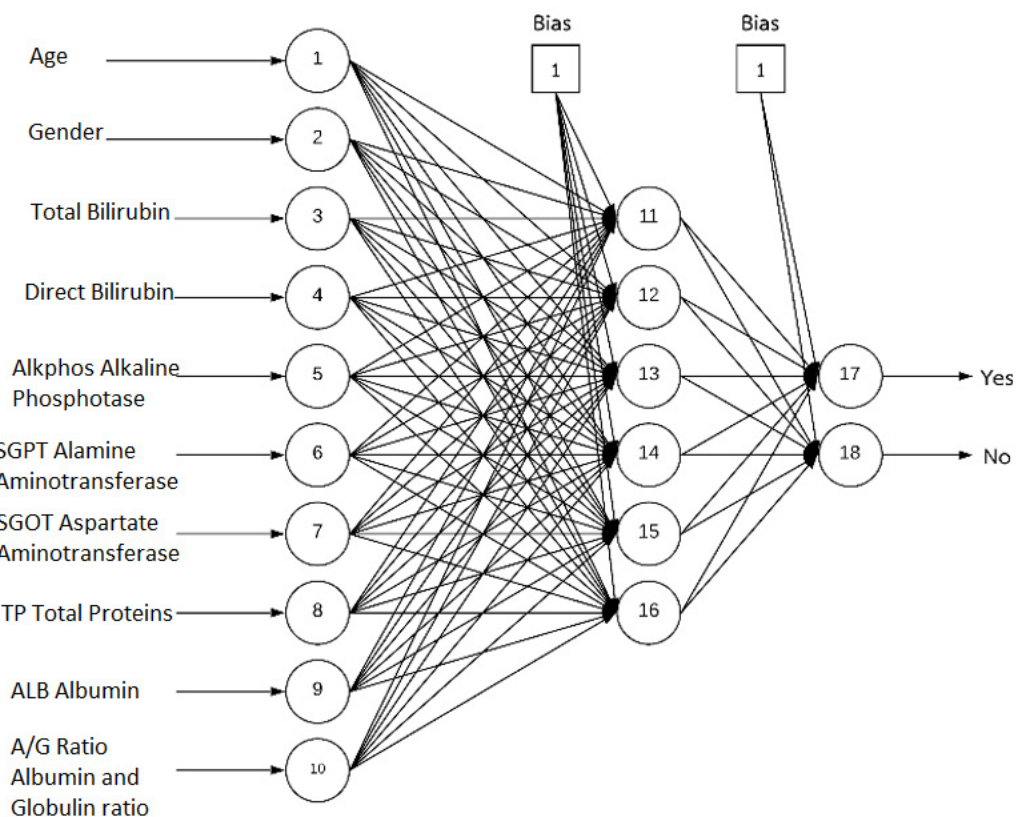 Bias
Bias
1
1
Age
1
Gender
2
Total Bilirubin
3
11
Direct Bilirubin
4
12
Alkphos Alkaline
Phosphotase
5
13
17
Yes
SGPT Alamine
Aminotransferase
6
14
18
No
SGOT Aspartate
Aminotransferase
7
15
TP Total Proteins
8
16
ALB Albumin
9
A/G Ratio
Albumin and
Globulin ratio
10